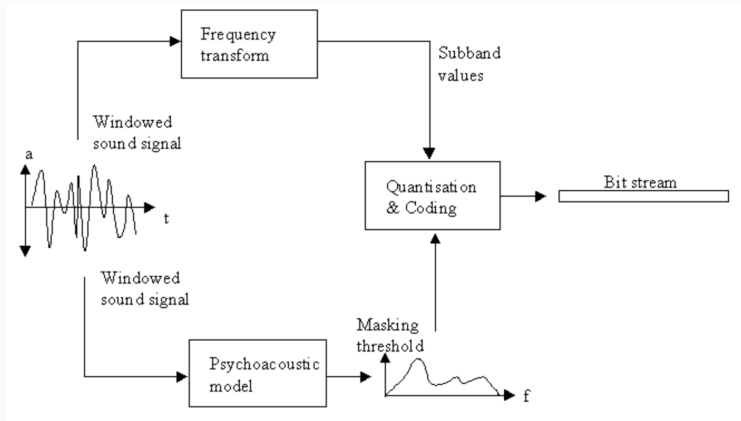 Frequency
transform
Subband
values
Windowed
sound signal
a
t
Quantisation
& Coding
Bit stream
Windowed
sound signal
Masking
threshold
Psychoacoustic
model
f